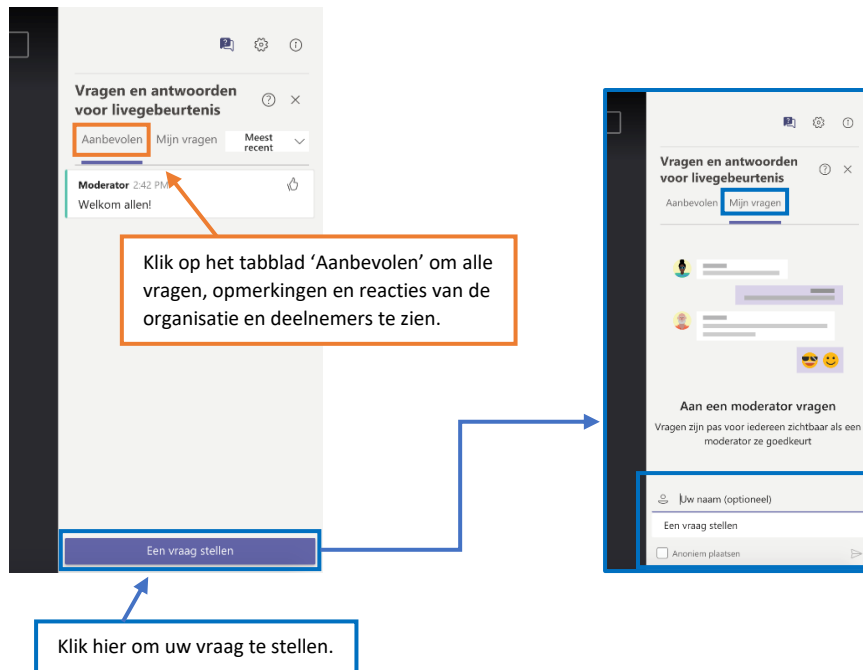 Vragen en antwoorden
voor livegebeurtenis
Aanbevolen
Mijn vragen
Meest
recent
Moderator 2:42 PM
Welkom allen!
Klik op het tabblad ‘Aanbevolen’ om alle
vragen, opmerkingen en reacties van de
organisatie en deelnemers te zien.
Een vraag stellen
Klik hier om uw vraag te stellen.
Vragen en antwoorden
voor livegebeurtenis
Aanbevolen
Mijn vragen
Aan een moderator vragen
Vragen zijn pas voor iedereen zichtbaar als een
moderator ze goedkeurt
Uw naam (optioneel)
Een vraag stellen
Anoniem plaatsen